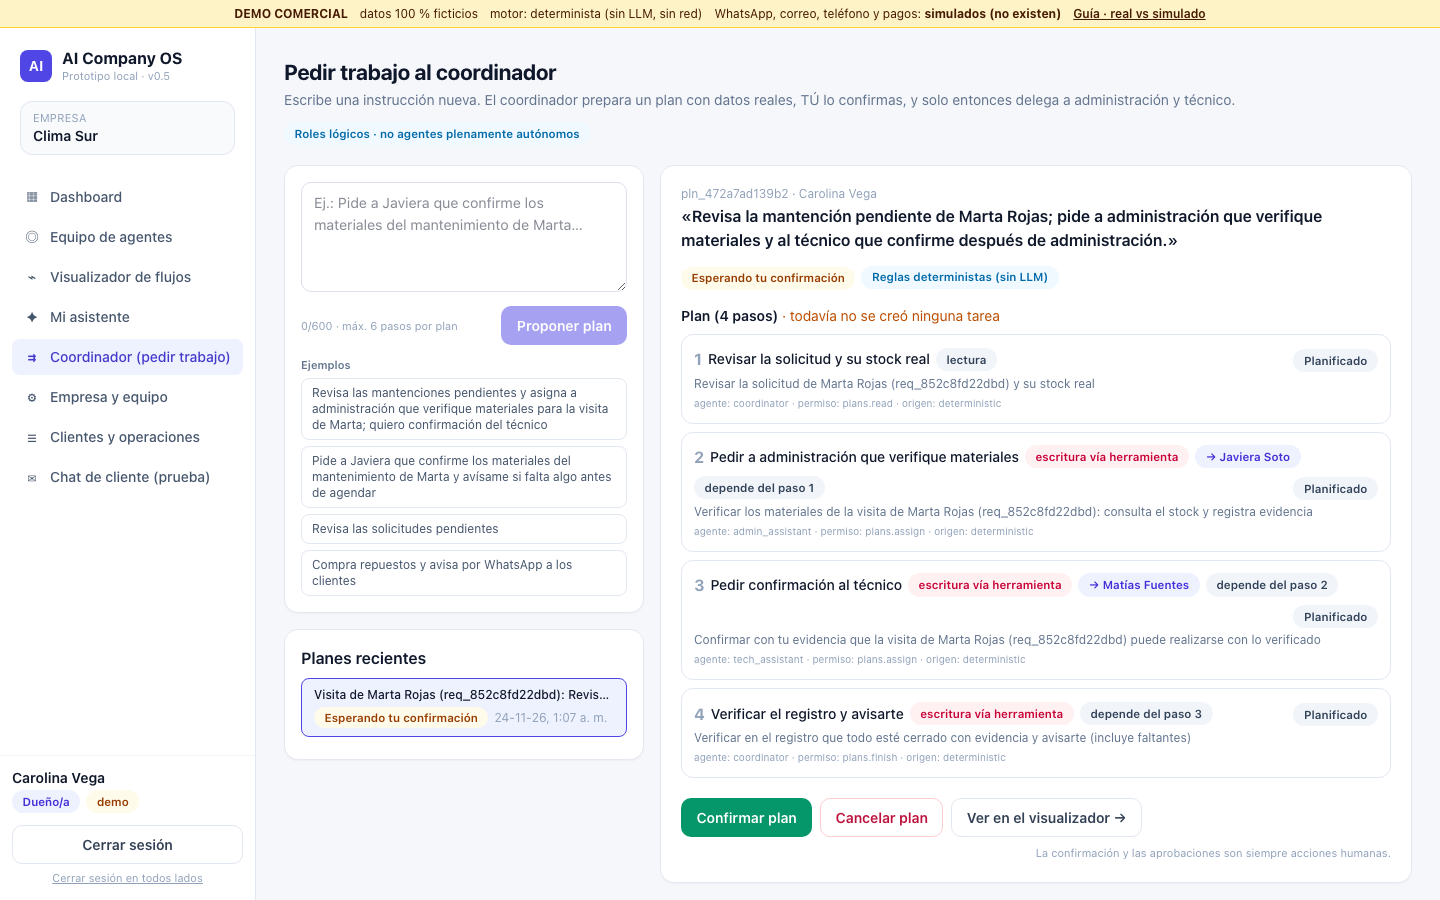 DEMO COMERCIAL datos 100 % ficticios motor: determinista (sin LLM, sin red) WhatsApp, correo, teléfono y pagos: simulados (no existen) Guía · real vs simulado
AI
AI Company OS
Prototipo local · v0.5
EMPRESA
Clima Sur
Dashboard
Equipo de agentes
Visualizador de flujos
Mi asistente
Coordinador (pedir trabajo)
Empresa y equipo
Clientes y operaciones
Chat de cliente (prueba)
Carolina Vega
Dueño/a demo
Cerrar sesión
Cerrar sesión en todos lados
Pedir trabajo al coordinador
Escribe una instrucción nueva. El coordinador prepara un plan con datos reales, TÚ lo confirmas, y solo entonces delega a administración y técnico.
Roles lógicos · no agentes plenamente autónomos
Ej.: Pide a Javiera que confirme los
materiales del mantenimiento de Marta...
0/600 · máx. 6 pasos por plan
Proponer plan
Ejemplos
Revisa las mantenciones pendientes y asigna a
administración que verifique materiales para la visita
de Marta; quiero confirmación del técnico
Pide a Javiera que confirme los materiales del
mantenimiento de Marta y avísame si falta algo antes
de agendar
Revisa las solicitudes pendientes
Compra repuestos y avisa por WhatsApp a los
clientes
Planes recientes
Visita de Marta Rojas (req_852c8fd22dbd): Revis...
Esperando tu confirmación 24-11-26, 1:07 a. m.
pln_472a7ad139b2 · Carolina Vega
«Revisa la mantención pendiente de Marta Rojas; pide a administración que verifique
materiales y al técnico que confirme después de administración.»
Esperando tu confirmación Reglas deterministas (sin LLM)
Plan (4 pasos) · todavía no se creó ninguna tarea
1 Revisar la solicitud y su stock real lectura Planificado
Revisar la solicitud de Marta Rojas (req_852c8fd22dbd) y su stock real
agente: coordinator · permiso: plans.read · origen: deterministic
2 Pedir a administración que verifique materiales escritura vía herramienta → Javiera Soto
depende del paso 1 Planificado
Verificar los materiales de la visita de Marta Rojas (req_852c8fd22dbd): consulta el stock y registra evidencia
agente: admin_assistant · permiso: plans.assign · origen: deterministic
3 Pedir confirmación al técnico escritura vía herramienta → Matías Fuentes depende del paso 2
Planificado
Confirmar con tu evidencia que la visita de Marta Rojas (req_852c8fd22dbd) puede realizarse con lo verificado
agente: tech_assistant · permiso: plans.assign · origen: deterministic
4 Verificar el registro y avisarte escritura vía herramienta depende del paso 3 Planificado
Verificar en el registro que todo esté cerrado con evidencia y avisarte (incluye faltantes)
agente: coordinator · permiso: plans.finish · origen: deterministic
Confirmar plan Cancelar plan Ver en el visualizador →
La confirmación y las aprobaciones son siempre acciones humanas.